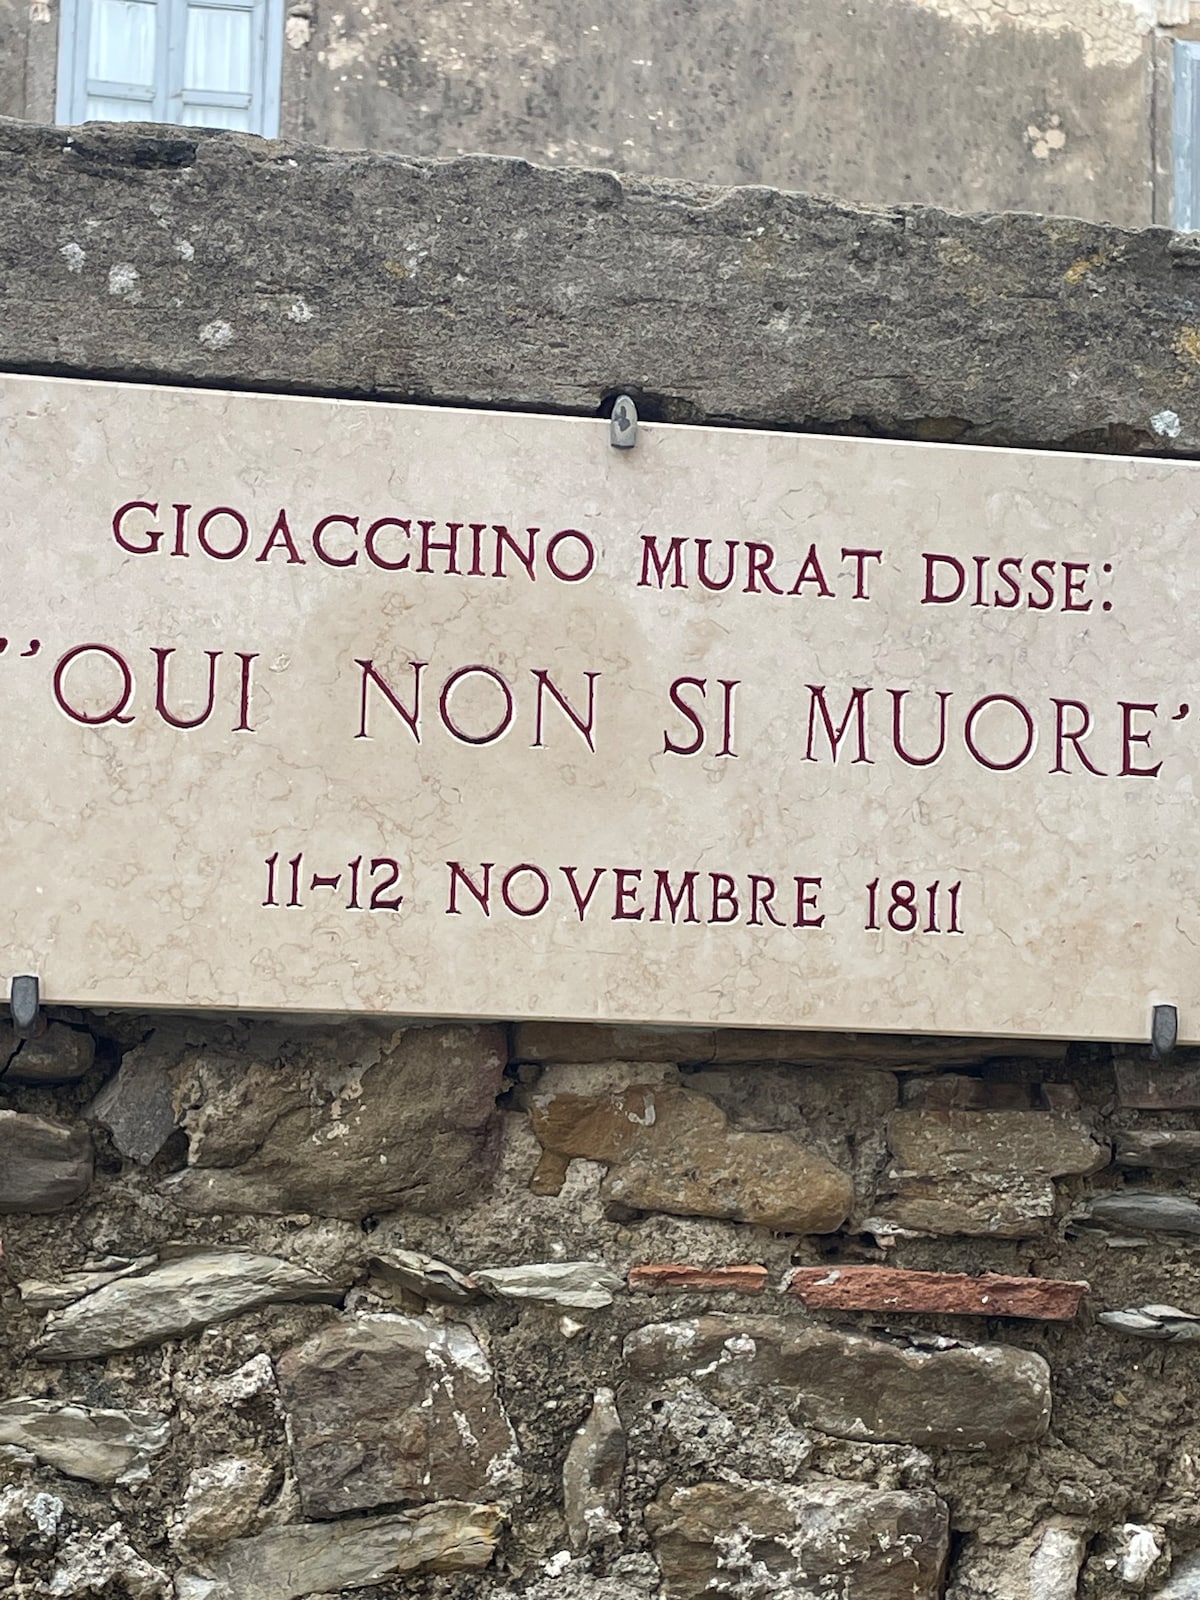 GIOACCHINO MURAT DISSE:
''QUI NON SI MUORE'
11-12 NOVEMBRE 1811